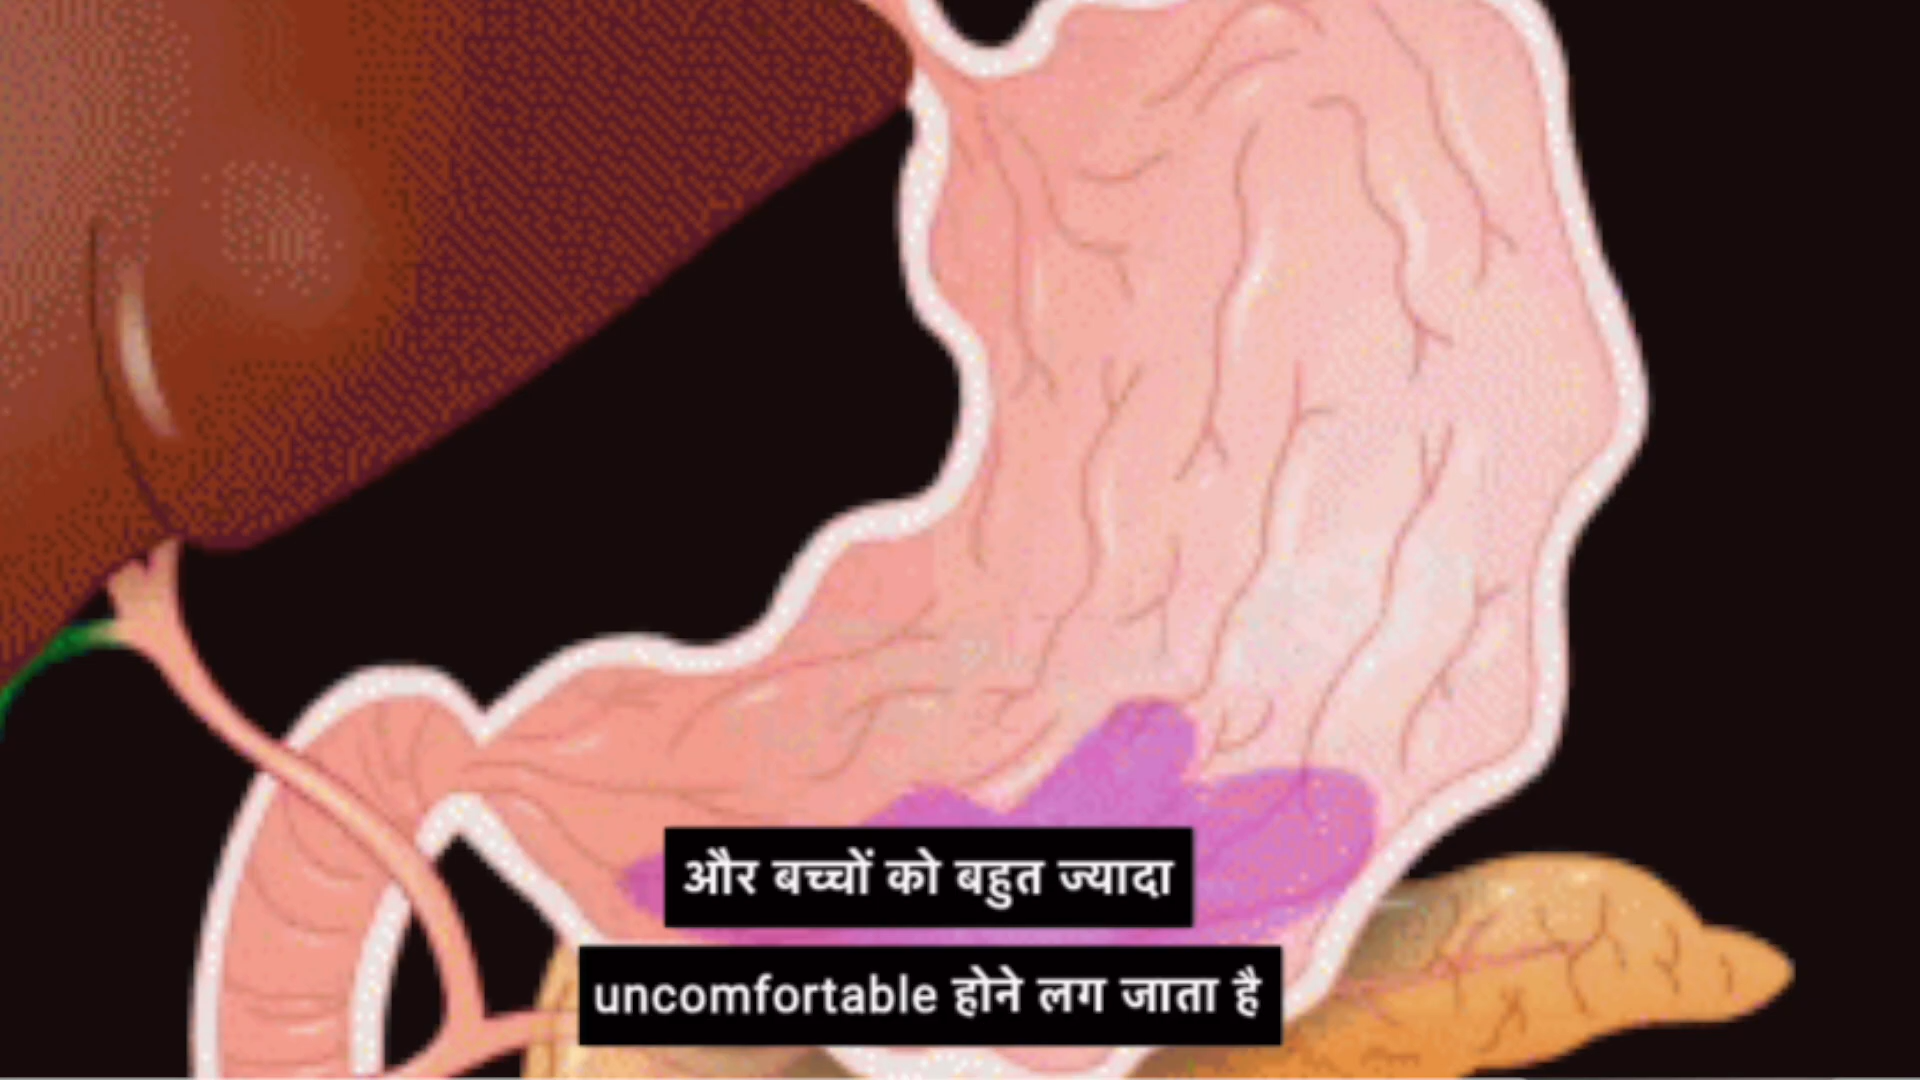 और बच्चों को बहुत ज्यादा
uncomfortable होने लग जाता है